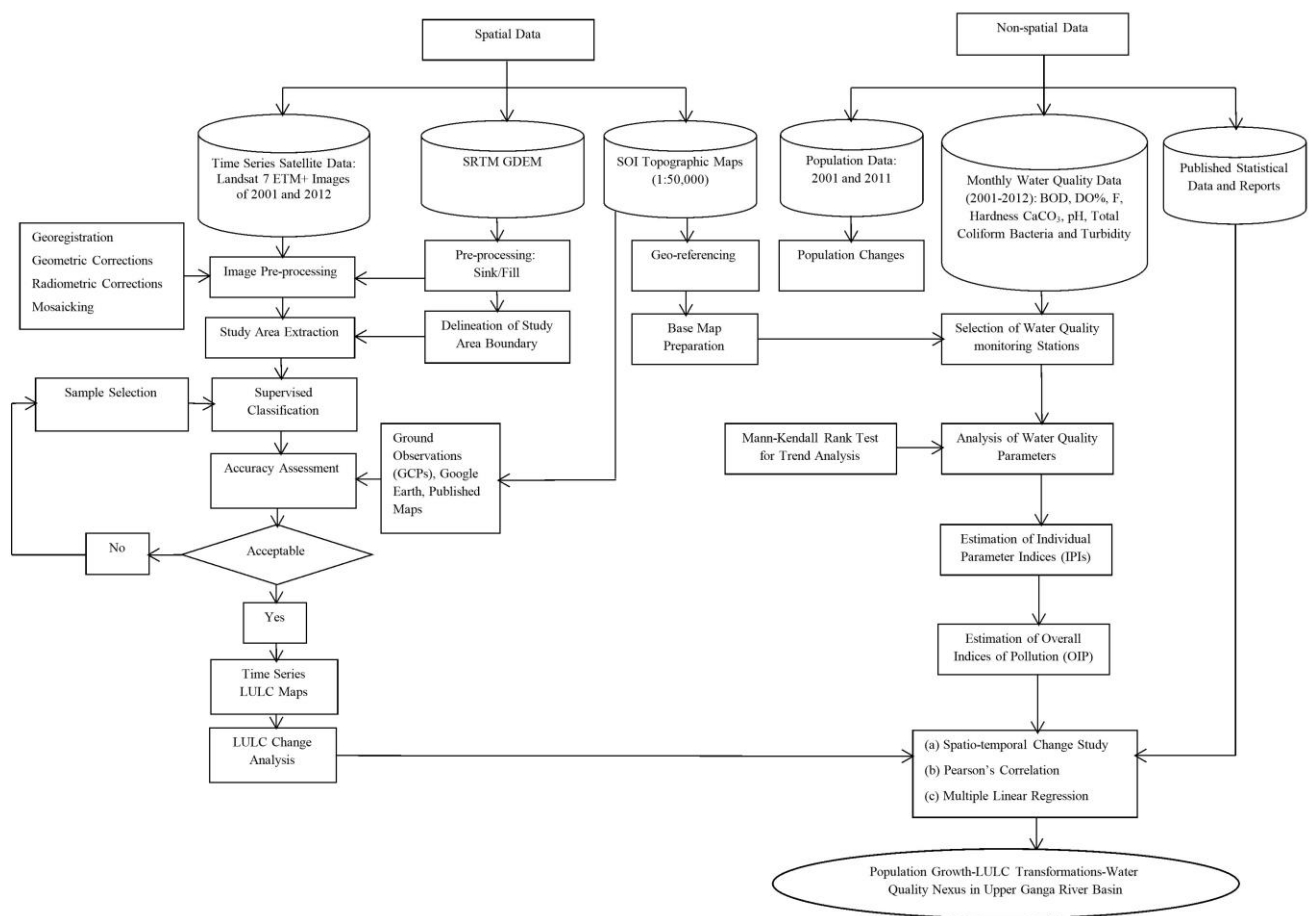 Spatial Data
Non-spatial Data
Time Series Satellite Data:
Landsat 7 ETM+ Images
of 2001 and 2012
SRTM GDEM
SOI Topographic Maps
(1:50,000)
Population Data:
2001 and 2011
Monthly Water Quality Data
(2001-2012): BOD, DO%, F,
Hardness CaCO₃, pH, Total
Coliform Bacteria and Turbidity
Published Statistical
Data and Reports
Georegistration
Geometric Corrections
Radiometric Corrections
Mosaicking
Image Pre-processing
Pre-processing:
Sink/Fill
Geo-referencing
Population Changes
Study Area Extraction
Delineation of Study
Area Boundary
Base Map
Preparation
Selection of Water Quality
monitoring Stations
Sample Selection
Supervised
Classification
Accuracy Assessment
Ground
Observations
(GCPs), Google
Earth, Published
Maps
Mann-Kendall Rank Test
for Trend Analysis
Analysis of Water Quality
Parameters
No
Acceptable
Estimation of Individual
Parameter Indices (IPIs)
Yes
Estimation of Overall
Indices of Pollution (OIP)
Time Series
LULC Maps
LULC Change
Analysis
(a) Spatio-temporal Change Study
(b) Pearson's Correlation
(c) Multiple Linear Regression
Population Growth-LULC Transformations-Water
Quality Nexus in Upper Ganga River Basin